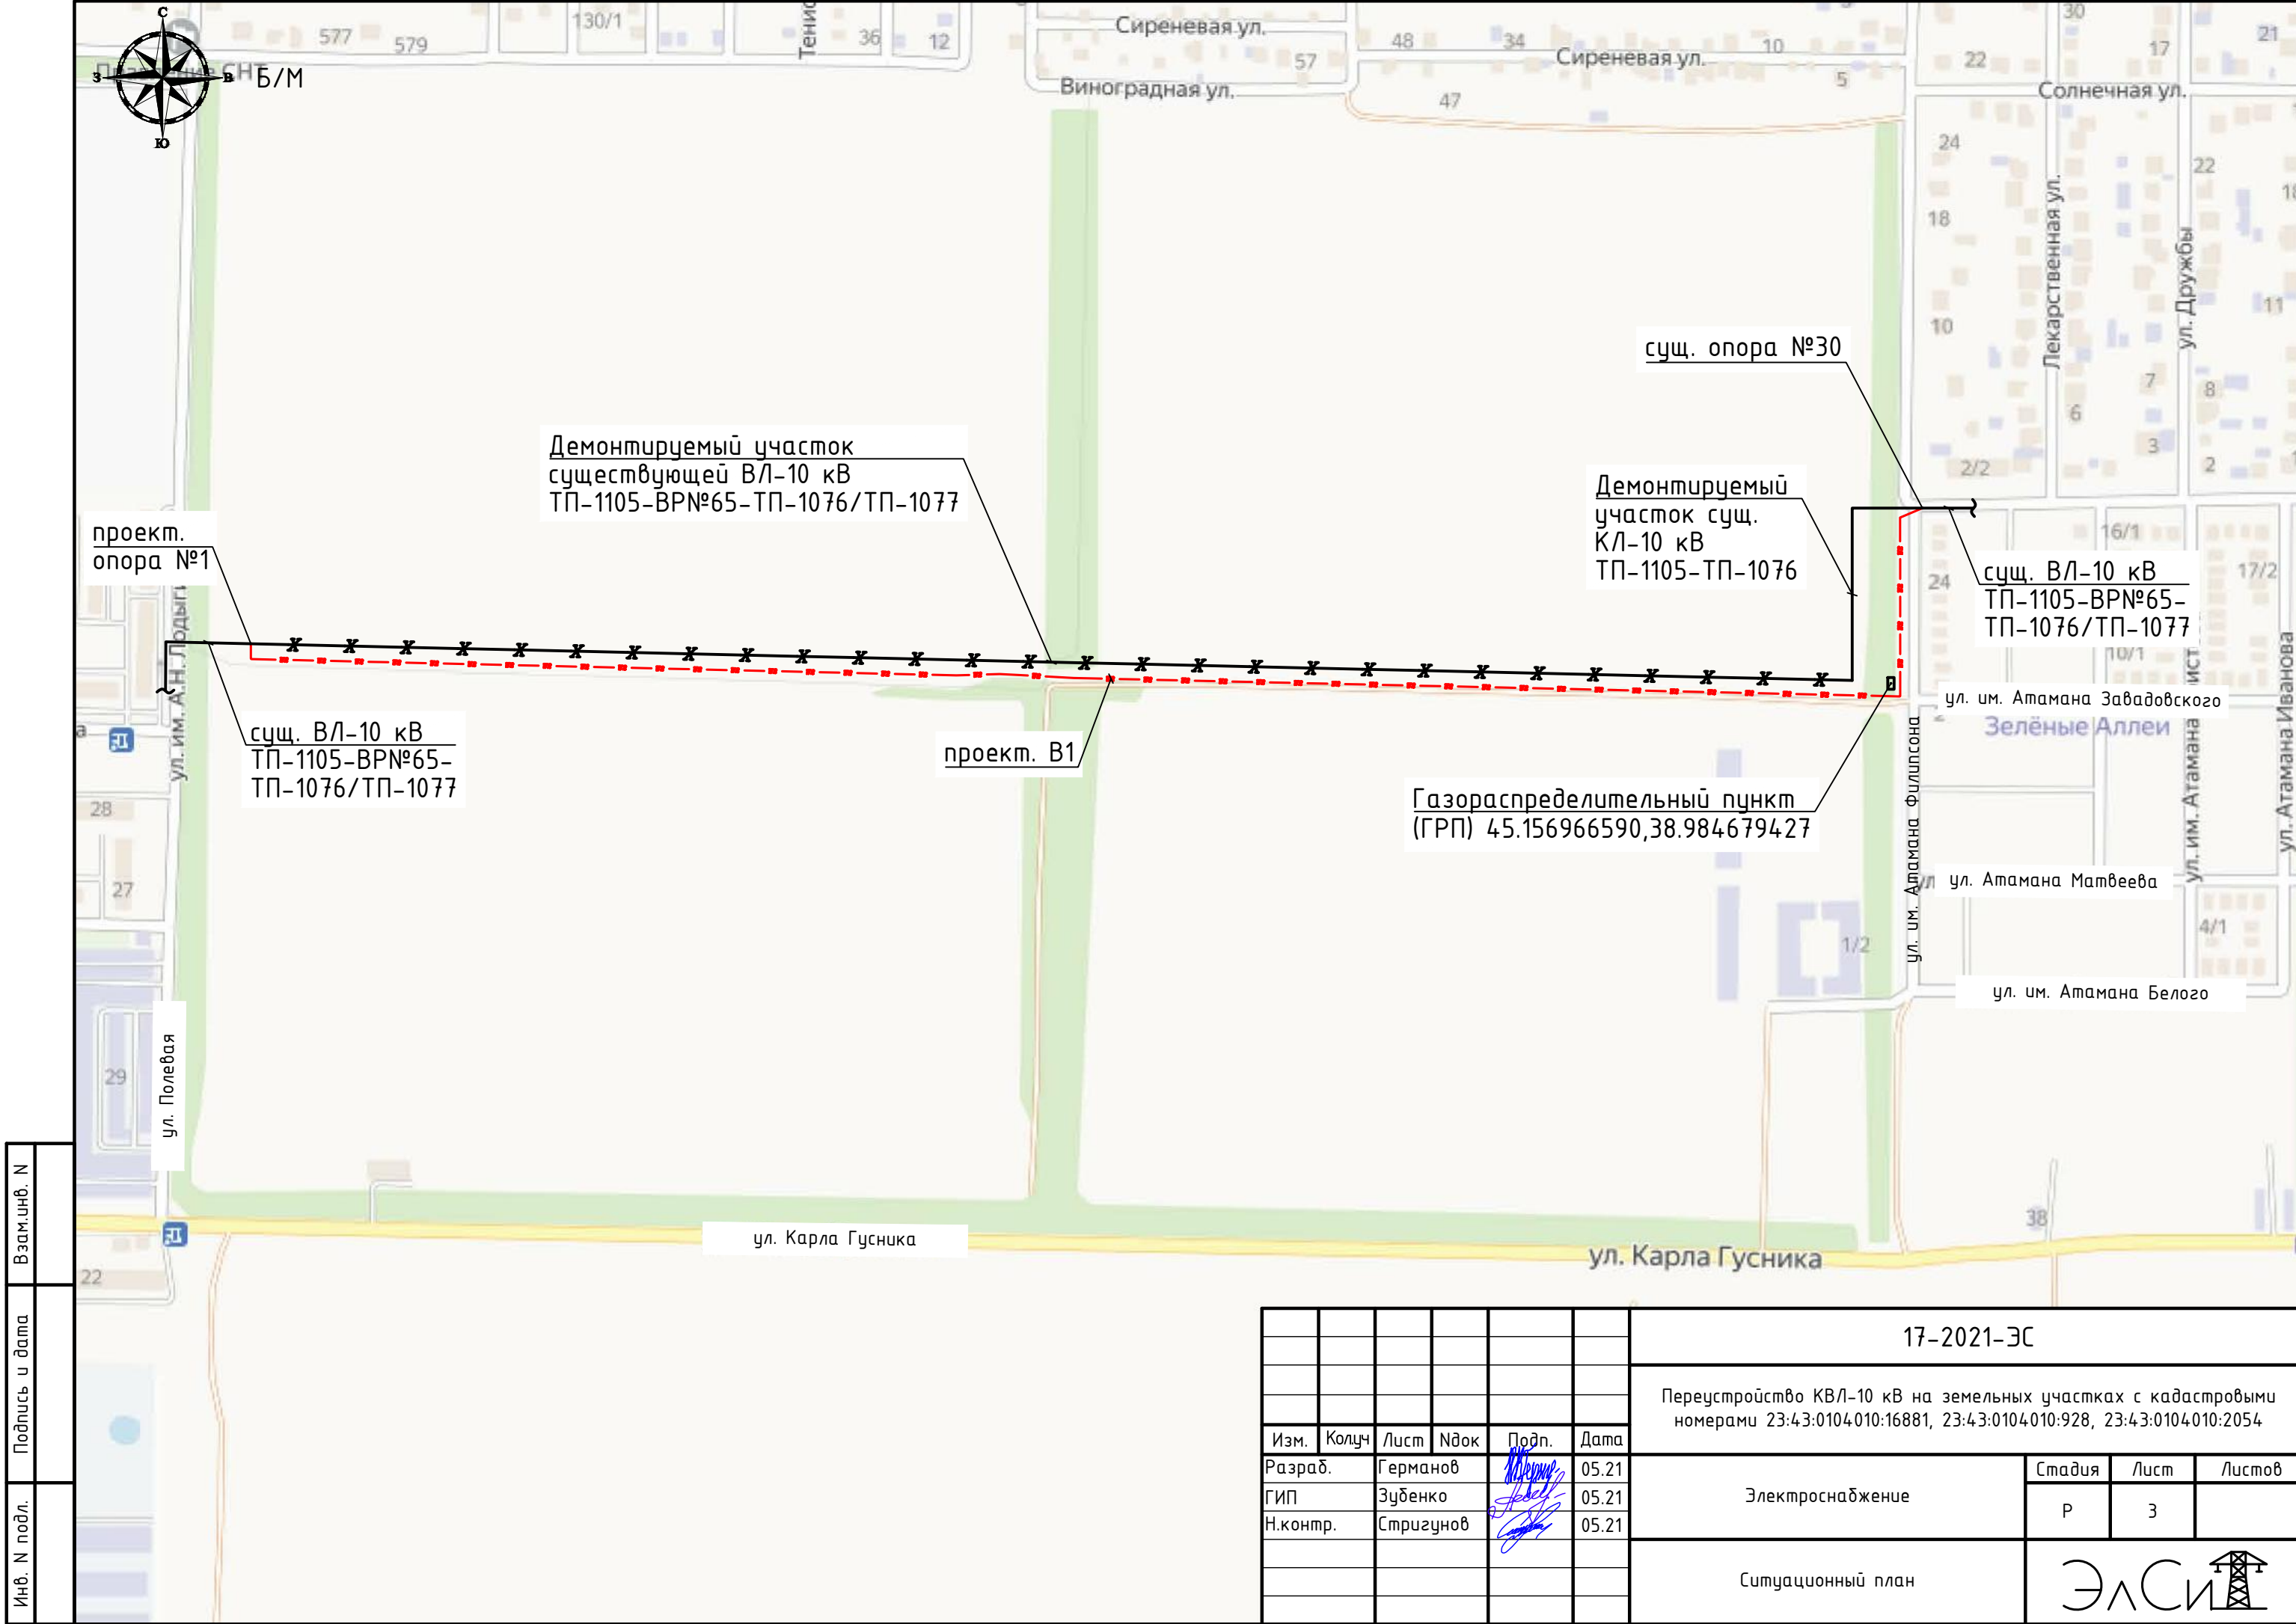 С
З
В
Ю
Б/М
577
579
130/1
36
12
Сиреневая ул.
57
Виноградная ул.
48
34
Сиреневая ул.
10
5
47
30
22
17
21
Солнечная ул.
24
22
18
10
Лекарственная ул.
ул. Дружбы
11
7
8
6
3
2/2
2
сущ. опора №30
Демонтируемый участок
существующей ВЛ-10 кВ
ТП-1105-ВР№65-ТП-1076/ТП-1077
Демонтируемый
участок сущ.
КЛ-10 кВ
ТП-1105-ТП-1076
проект.
опора №1
16/1
24
17/2
сущ. ВЛ-10 кВ
ТП-1105-ВР№65-
ТП-1076/ТП-1077
10/1
ул. им. Атамана Завадовского
Зелёные Аллеи
сущ. ВЛ-10 кВ
ТП-1105-ВР№65-
ТП-1076/ТП-1077
проект. В1
Газораспределительный пункт
(ГРП) 45.156966590,38.984679427
ул. им. Атамана Филипсона
ул. им. Атамана
ул. Атамана Иванова
28
27
ул. Атамана Матвеева
4/1
1/2
ул. им. Атамана Белого
29
ул. Полевая
22
ул. Карла Гусника
ул. Карла Гусника
38
Взам.инв. N
Подпись и дата
Инв. N подл.
17-2021-ЭС
Переустройство КВЛ-10 кВ на земельных участках с кадастровыми
номерами 23:43:0104010:16881, 23:43:0104010:928, 23:43:0104010:2054
Изм. Кол.уч Лист Nдок Подп. Дата
Разраб. Германов 05.21
ГИП Зубенко 05.21
Н.контр. Стригунов 05.21
Электроснабжение
Стадия Лист Листов
Р 3
Ситуационный план
ЭлСи